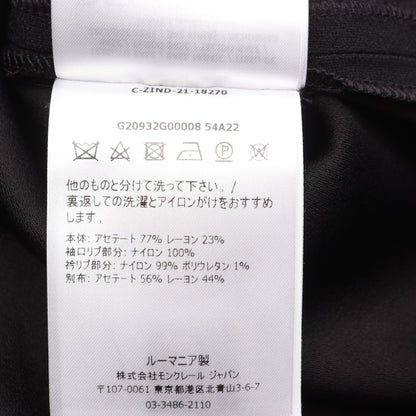 C-ZIND-21-18270
G20932G00008 54A22
他のものと分けて洗って下さい。/
裏返しての洗濯とアイロンがけをおすすめ
します。
本体: アセテート 77% レーヨン 23%
袖口リブ部分: ナイロン 100%
衿リブ部分: ナイロン 99% ポリウレタン 1%
別布: アセテート 56% レーヨン 44%
ルーマニア製
株式会社モンクレール ジャパン
〒107-0061 東京都港区北青山3-6-7
03-3486-2110